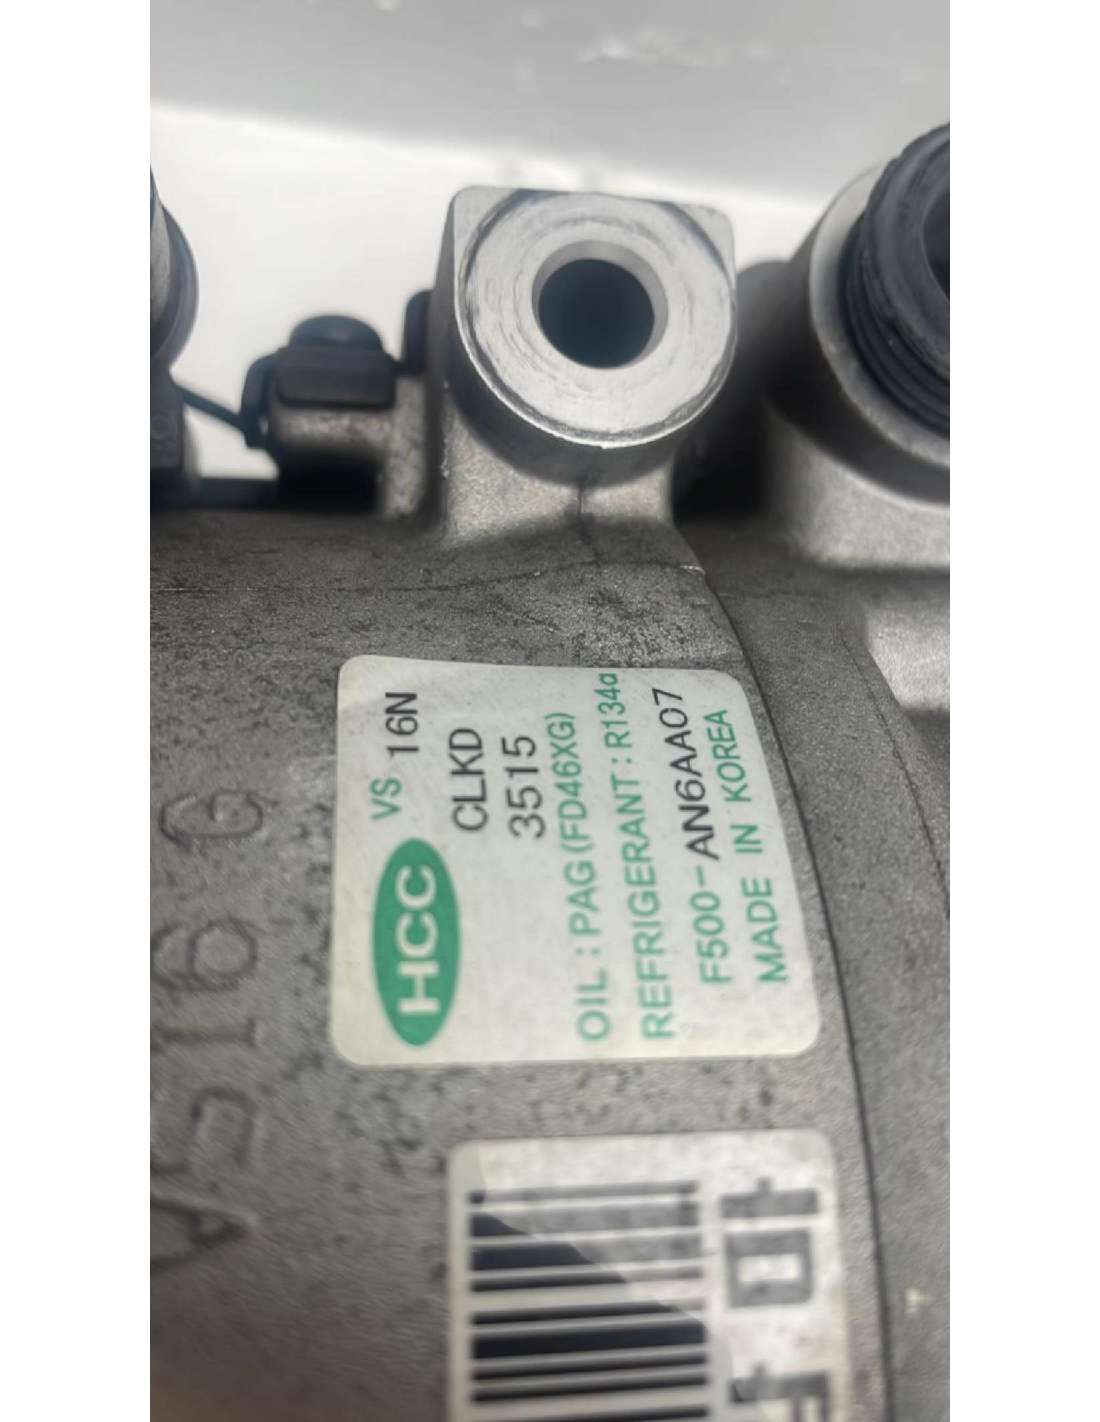 VS 16N
HCC
CLKD
3515
OIL : PAG (FD46XG)
REFRIGERANT : R134a
F500-AN6AA07
MADE IN KOREA